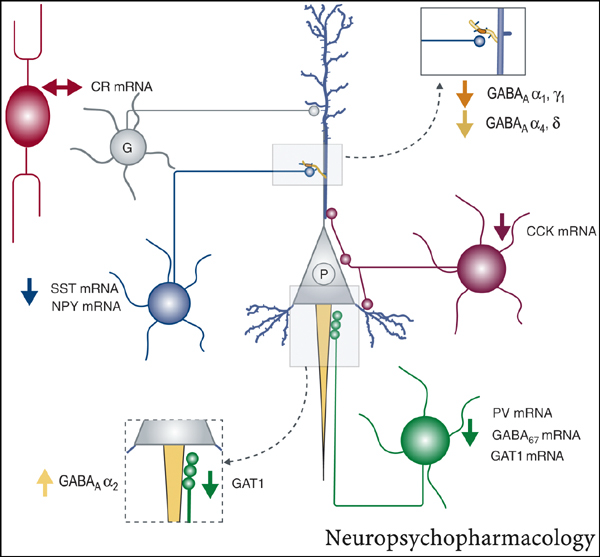 CR mRNA
G
GABAA α1, γ1
GABAA α4, δ
SST mRNA
NPY mRNA
P
CCK mRNA
PV mRNA
GABA67 mRNA
GAT1 mRNA
GABAA α2
GAT1
Neuropsychopharmacology